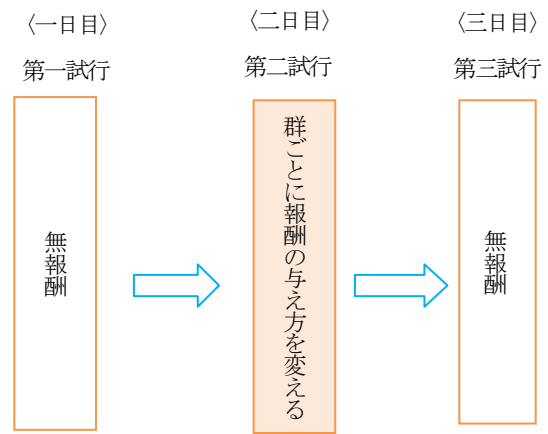 〈一日目〉
第一試行
無報酬
〈二日目〉
第二試行
群ごとに報酬の与え方を変える
〈三日目〉
第三試行
無報酬